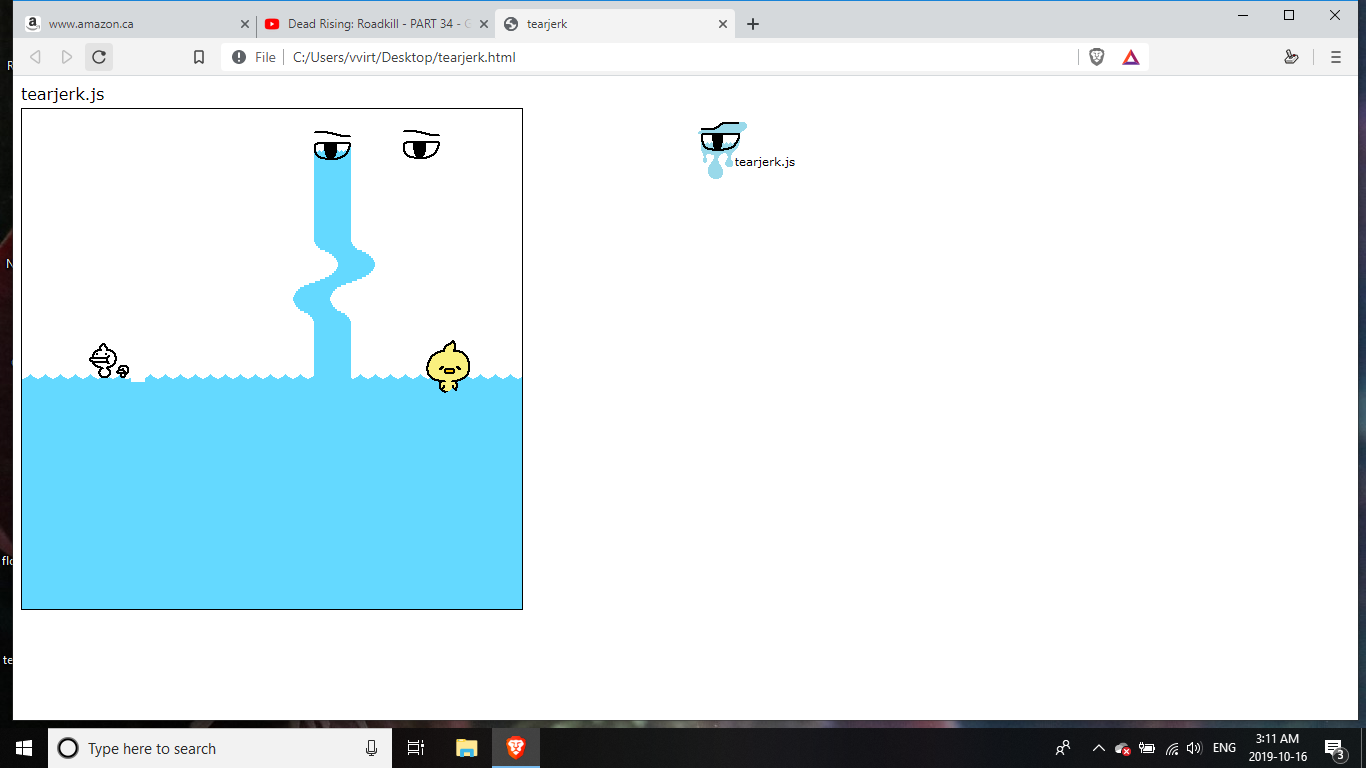 www.amazon.ca
Dead Rising: Roadkill - PART 34 - G
tearjerk
File
C:/Users/vvirt/Desktop/tearjerk.html
tearjerk.js
tearjerk.js
Type here to search
ENG
3:11 AM
2019-10-16
3